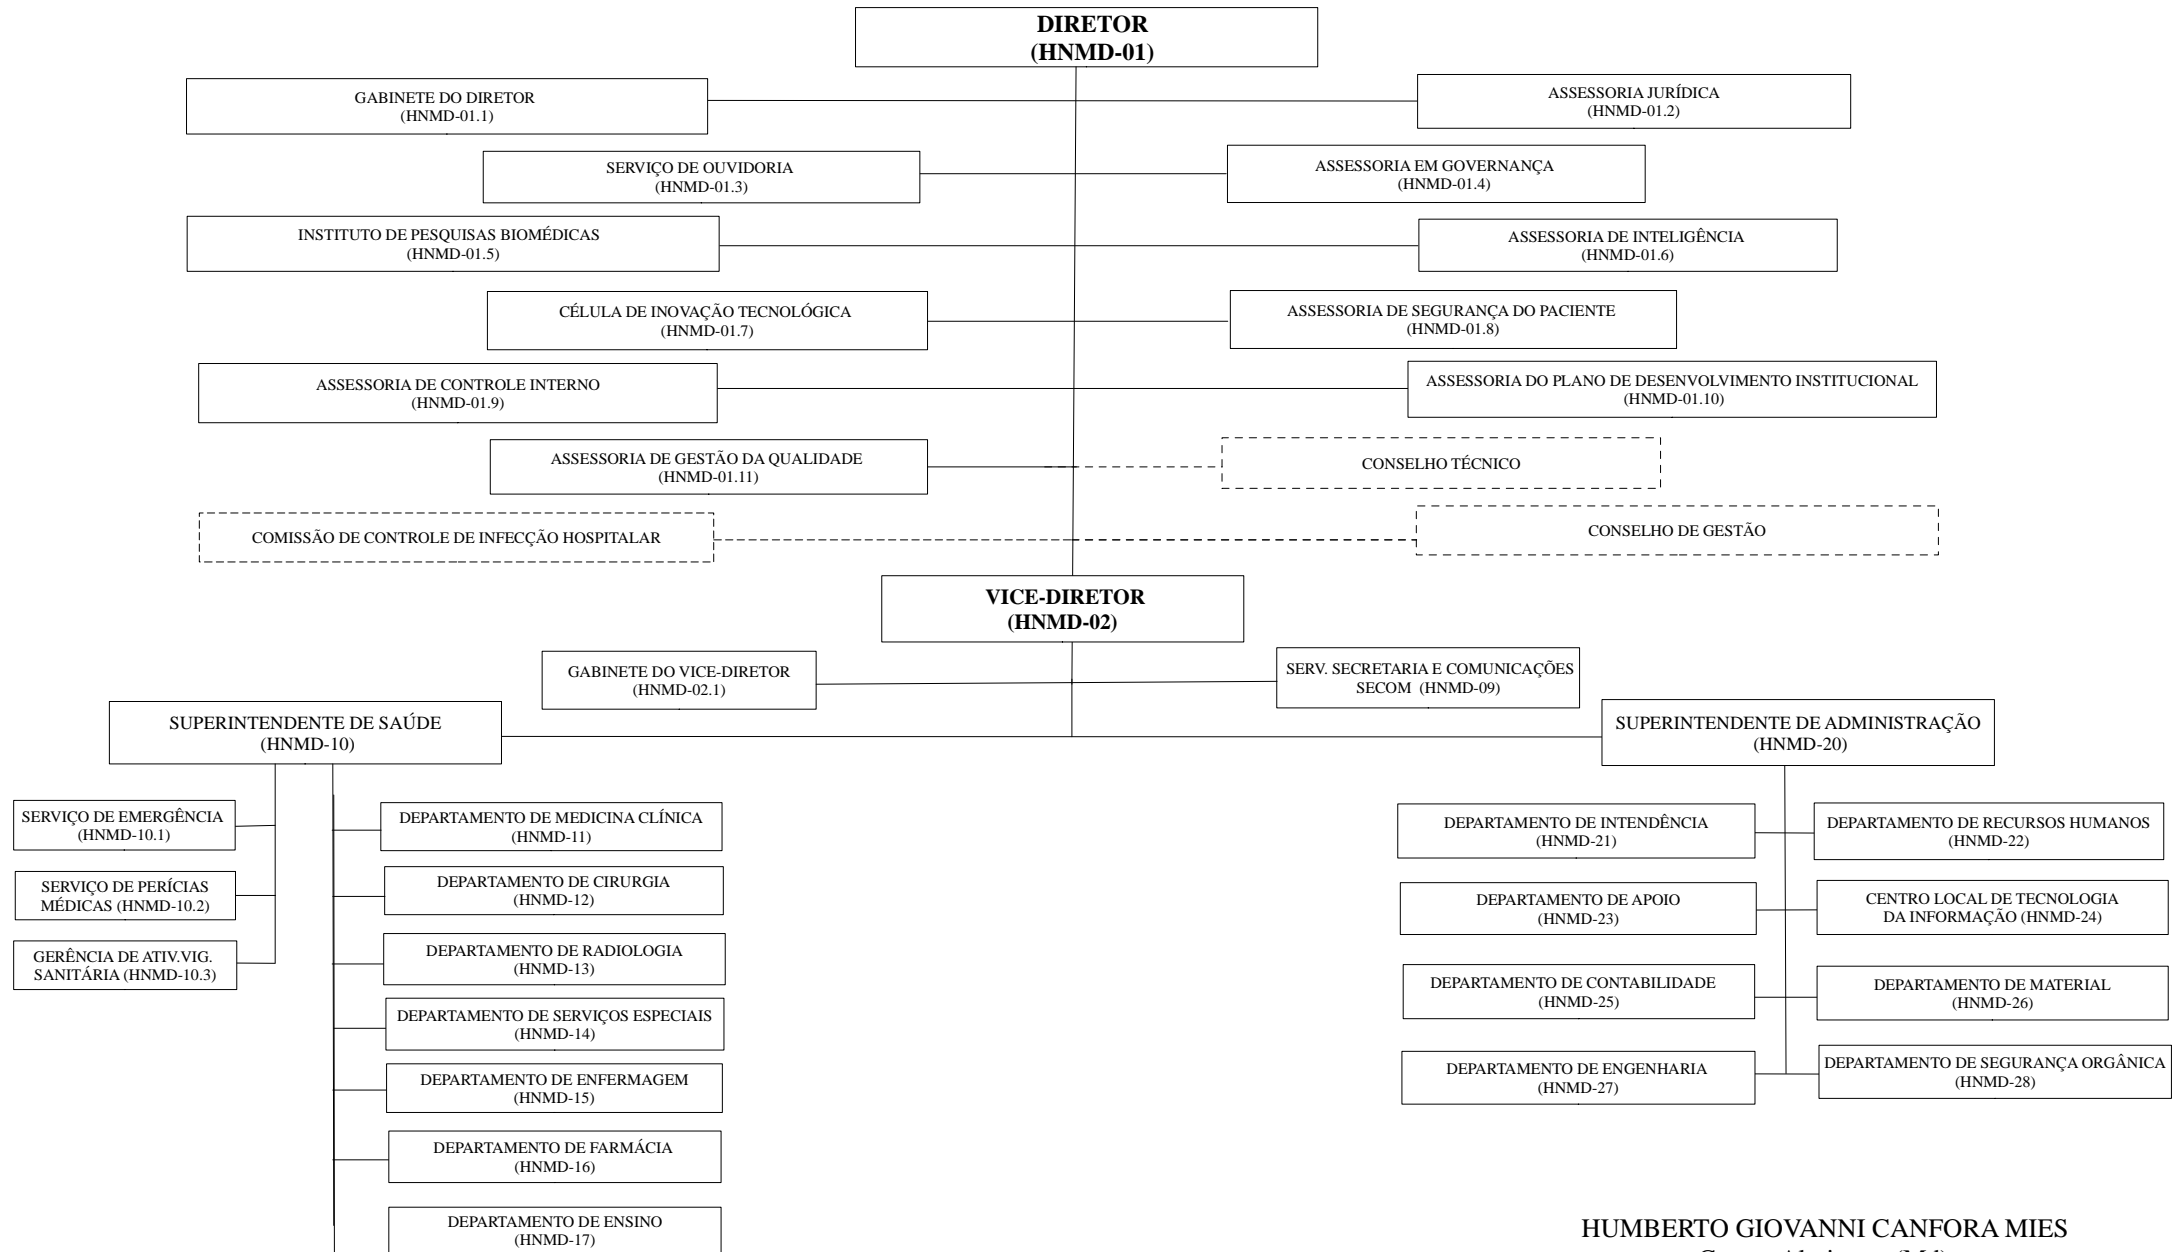 DIRETOR
(HNMD-01)
GABINETE DO DIRETOR
(HNMD-01.1)
ASSESSORIA JURÍDICA
(HNMD-01.2)
SERVIÇO DE OUVIDORIA
(HNMD-01.3)
ASSESSORIA EM GOVERNANÇA
(HNMD-01.4)
INSTITUTO DE PESQUISAS BIOMÉDICAS
(HNMD-01.5)
ASSESSORIA DE INTELIGÊNCIA
(HNMD-01.6)
CÉLULA DE INOVAÇÃO TECNOLÓGICA
(HNMD-01.7)
ASSESSORIA DE SEGURANÇA DO PACIENTE
(HNMD-01.8)
ASSESSORIA DE CONTROLE INTERNO
(HNMD-01.9)
ASSESSORIA DO PLANO DE DESENVOLVIMENTO INSTITUCIONAL
(HNMD-01.10)
ASSESSORIA DE GESTÃO DA QUALIDADE
(HNMD-01.11)
CONSELHO TÉCNICO
COMISSÃO DE CONTROLE DE INFECÇÃO HOSPITALAR
CONSELHO DE GESTÃO
VICE-DIRETOR
(HNMD-02)
GABINETE DO VICE-DIRETOR
(HNMD-02.1)
SERV. SECRETARIA E COMUNICAÇÕES
SECOM (HNMD-09)
SUPERINTENDENTE DE SAÚDE
(HNMD-10)
SUPERINTENDENTE DE ADMINISTRAÇÃO
(HNMD-20)
SERVIÇO DE EMERGÊNCIA
(HNMD-10.1)
SERVIÇO DE PERÍCIAS
MÉDICAS (HNMD-10.2)
GERÊNCIA DE ATIV.VIG.
SANITÁRIA (HNMD-10.3)
DEPARTAMENTO DE MEDICINA CLÍNICA
(HNMD-11)
DEPARTAMENTO DE CIRURGIA
(HNMD-12)
DEPARTAMENTO DE RADIOLOGIA
(HNMD-13)
DEPARTAMENTO DE SERVIÇOS ESPECIAIS
(HNMD-14)
DEPARTAMENTO DE ENFERMAGEM
(HNMD-15)
DEPARTAMENTO DE FARMÁCIA
(HNMD-16)
DEPARTAMENTO DE ENSINO
(HNMD-17)
DEPARTAMENTO DE INTENDÊNCIA
(HNMD-21)
DEPARTAMENTO DE RECURSOS HUMANOS
(HNMD-22)
DEPARTAMENTO DE APOIO
(HNMD-23)
CENTRO LOCAL DE TECNOLOGIA
DA INFORMAÇÃO (HNMD-24)
DEPARTAMENTO DE CONTABILIDADE
(HNMD-25)
DEPARTAMENTO DE MATERIAL
(HNMD-26)
DEPARTAMENTO DE ENGENHARIA
(HNMD-27)
DEPARTAMENTO DE SEGURANÇA ORGÂNICA
(HNMD-28)
HUMBERTO GIOVANNI CANFORA MIES